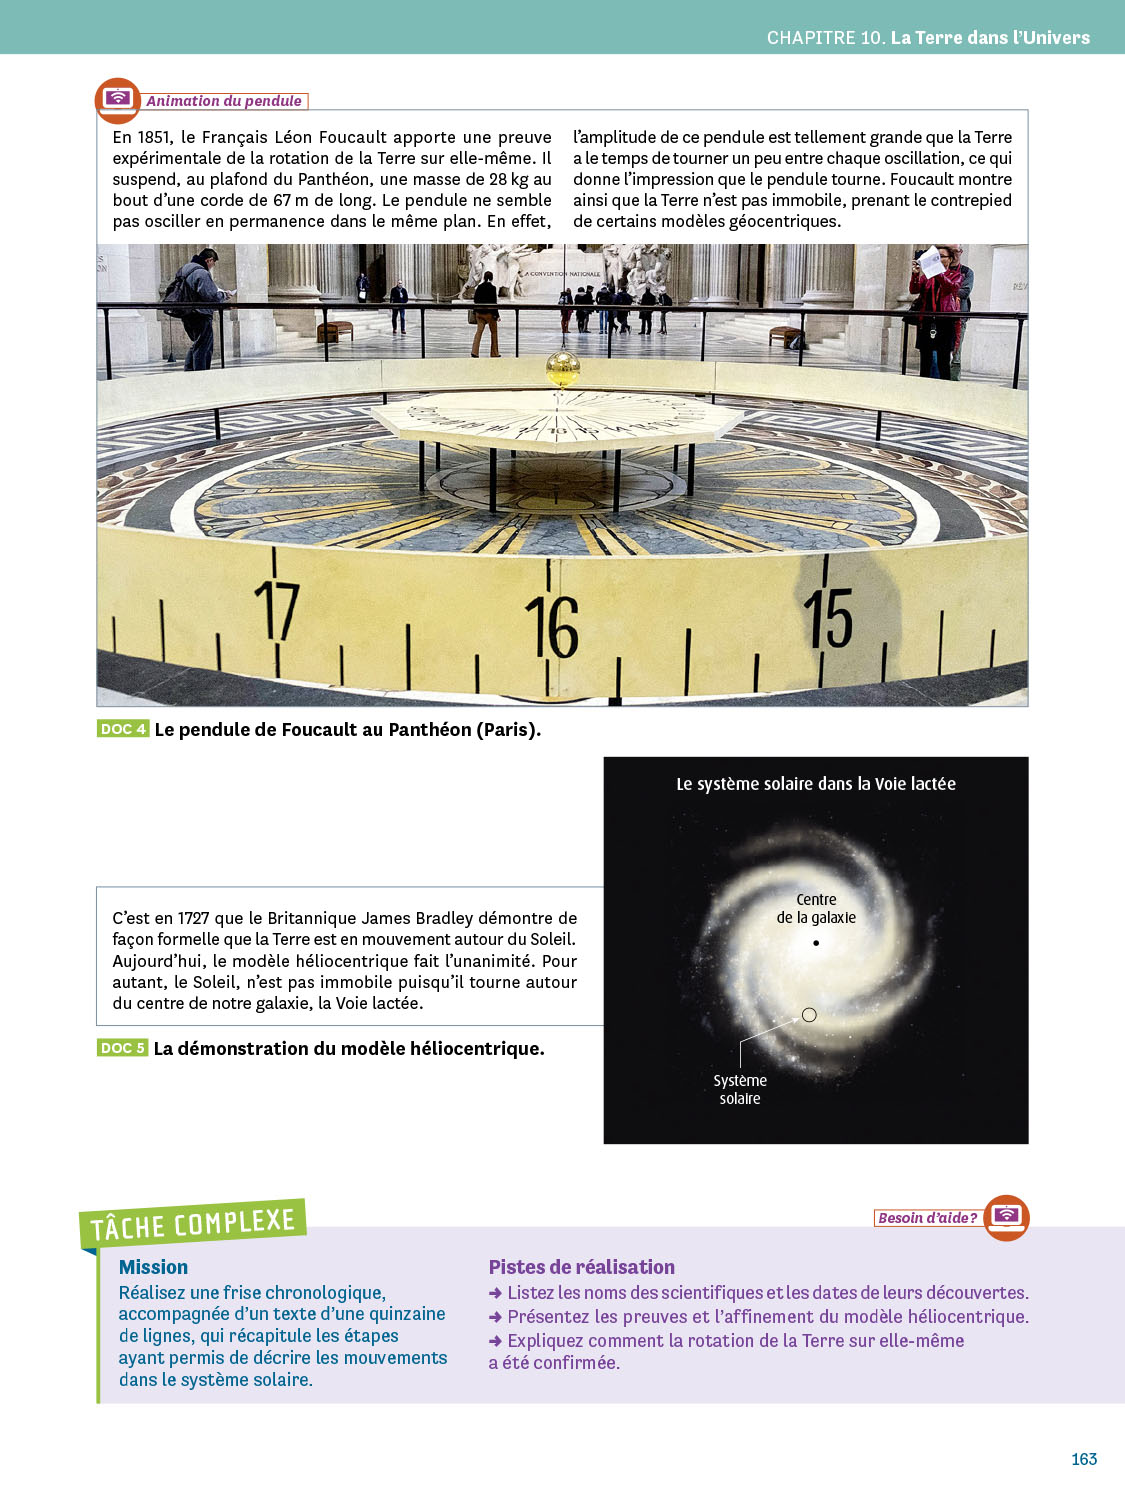 CHAPITRE 10. La Terre dans l'Univers
Animation du pendule
En 1851, le Français Léon Foucault apporte une preuve
expérimentale de la rotation de la Terre sur elle-même. Il
suspend, au plafond du Panthéon, une masse de 28 kg au
bout d'une corde de 67 m de long. Le pendule ne semble
pas osciller en permanence dans le même plan. En effet,
l'amplitude de ce pendule est tellement grande que la Terre
a le temps de tourner un peu entre chaque oscillation, ce qui
donne l'impression que le pendule tourne. Foucault montre
ainsi que la Terre n'est pas immobile, prenant le contrepied
de certains modèles géocentriques.
LA CONVENTION NATIONALE
16
17
16
15
DOC 4 Le pendule de Foucault au Panthéon (Paris).
Le système solaire dans la Voie lactée
Centre
de la galaxie
Système
solaire
C'est en 1727 que le Britannique James Bradley démontre de
façon formelle que la Terre est en mouvement autour du Soleil.
Aujourd'hui, le modèle héliocentrique fait l'unanimité. Pour
autant, le Soleil, n'est pas immobile puisqu'il tourne autour
du centre de notre galaxie, la Voie lactée.
DOC 5 La démonstration du modèle héliocentrique.
TÂCHE COMPLEXE
Besoin d'aide?
Mission
Réalisez une frise chronologique,
accompagnée d'un texte d'une quinzaine
de lignes, qui récapitule les étapes
ayant permis de décrire les mouvements
dans le système solaire.
Pistes de réalisation
➜ Listez les noms des scientifiques et les dates de leurs découvertes.
➜ Présentez les preuves et l'affinement du modèle héliocentrique.
➜ Expliquez comment la rotation de la Terre sur elle-même
a été confirmée.
163